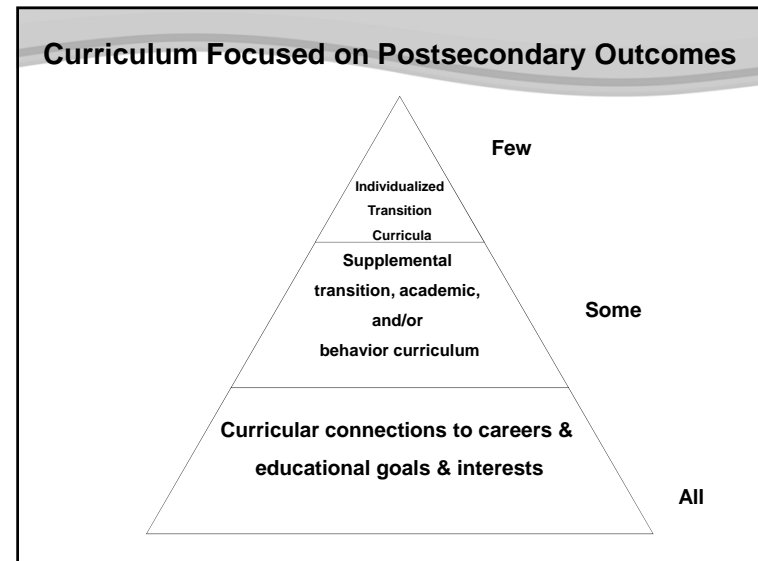 Curriculum Focused on Postsecondary Outcomes
Few
Individualized
Transition
Curricula
Supplemental
transition, academic,
and/or
behavior curriculum
Some
Curricular connections to careers &
educational goals & interests
All